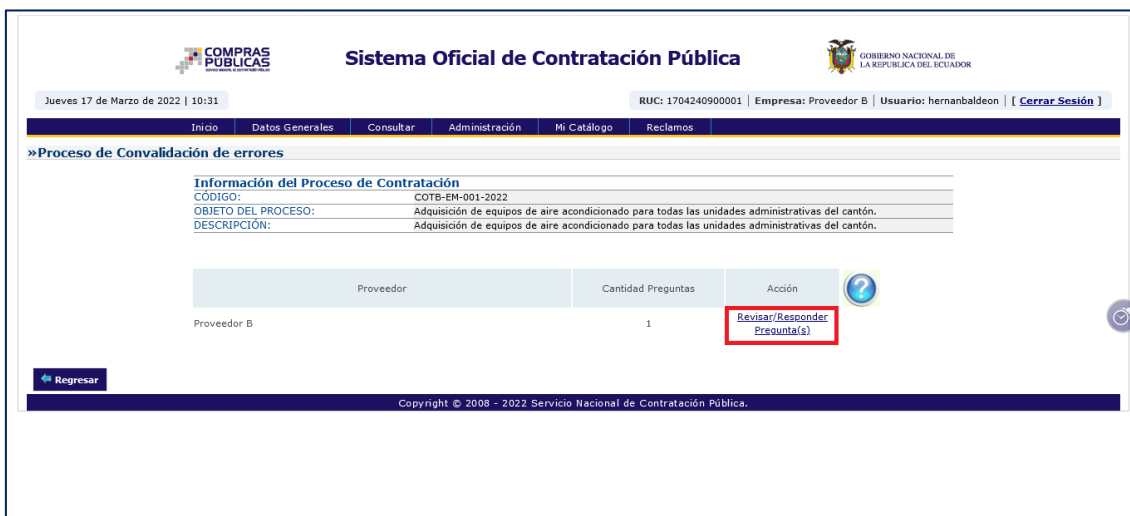 COMPRAS
PÚBLICAS
Sistema Oficial de Contratación Pública
GOBIERNO NACIONAL DE
LA REPUBLICA DEL ECUADOR
Jueves 17 de Marzo de 2022 | 10:31
RUC: 1704240900001 | Empresa: Proveedor B | Usuario: hernanbaldeon | [ Cerrar Sesión ]
Inicio Datos Generales Consultar Administración Mi Catálogo Reclamos
»Proceso de Convalidación de errores
Información del Proceso de Contratación
CÓDIGO: COTB-EM-001-2022
OBJETO DEL PROCESO: Adquisición de equipos de aire acondicionado para todas las unidades administrativas del cantón.
DESCRIPCIÓN: Adquisición de equipos de aire acondicionado para todas las unidades administrativas del cantón.
Proveedor Cantidad Preguntas Acción ?
Proveedor B 1 Revisar/Responder
Pregunta(s)
Regresar
Copyright © 2008 - 2022 Servicio Nacional de Contratación Pública.